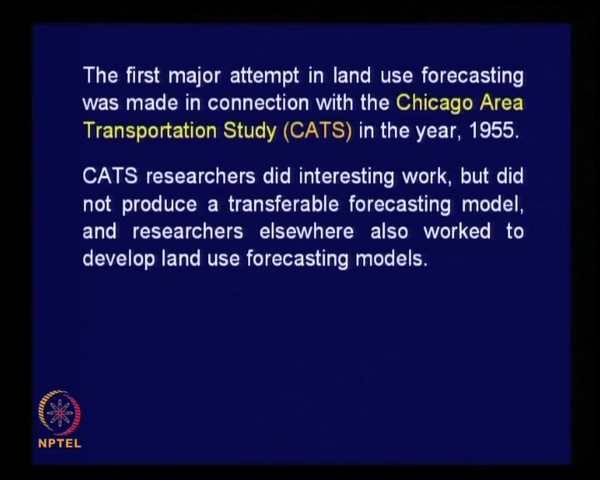 The first major attempt in land use forecasting
was made in connection with the Chicago Area
Transportation Study (CATS) in the year, 1955.
CATS researchers did interesting work, but did
not produce a transferable forecasting model,
and researchers elsewhere also worked to
develop land use forecasting models.
NPTEL